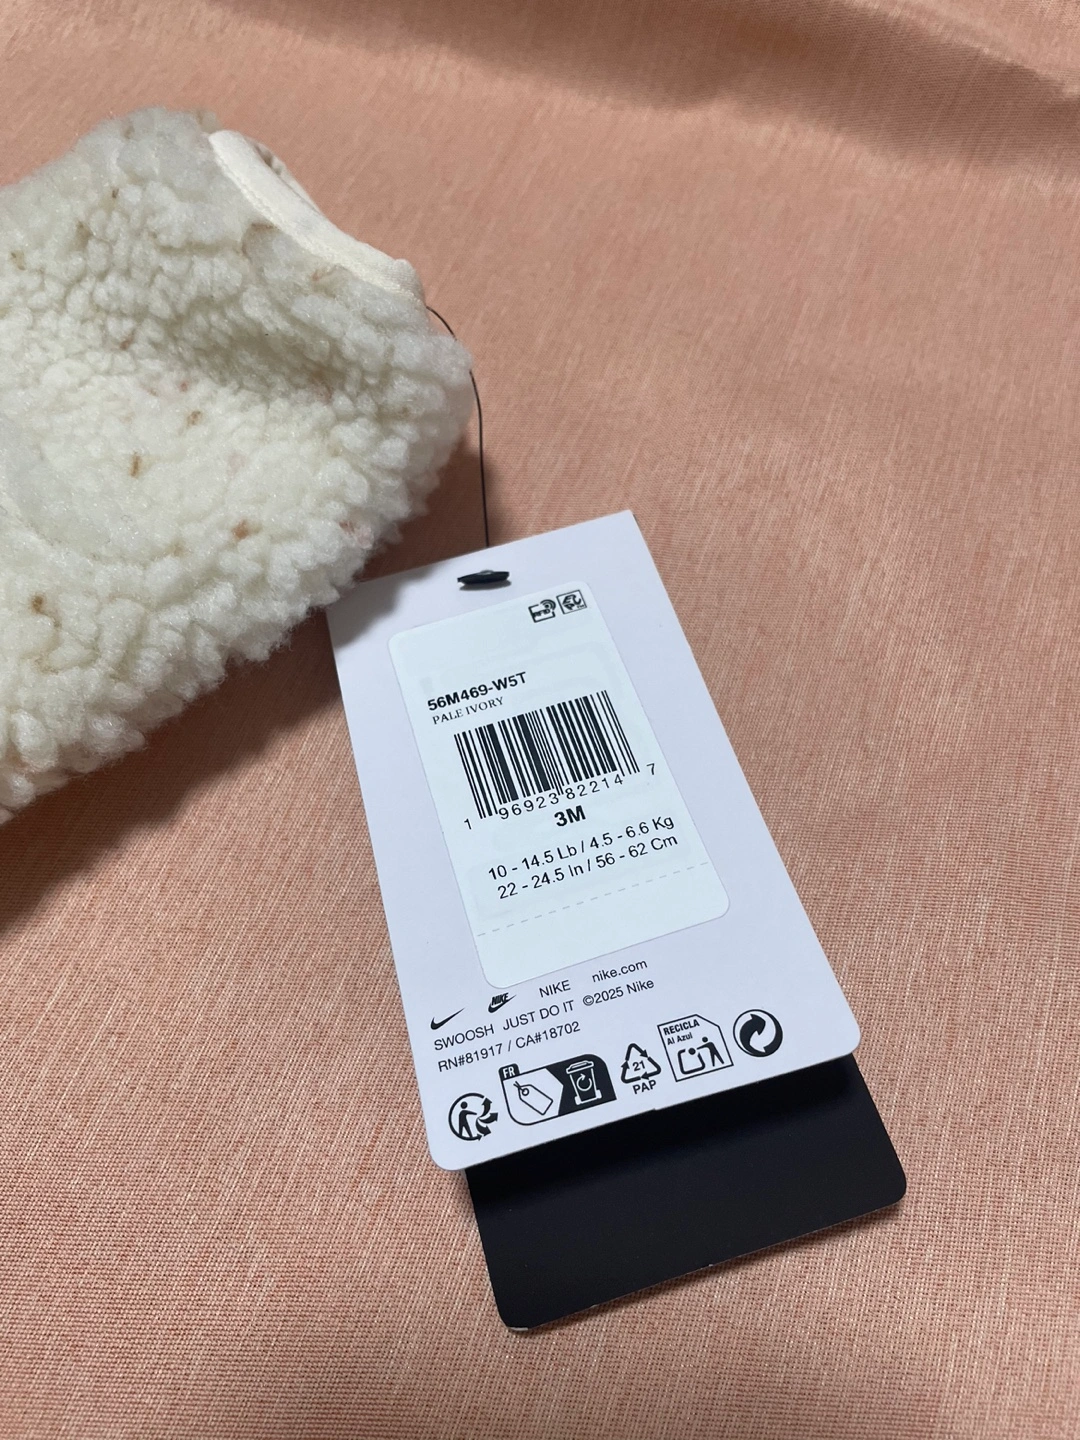 56M469-W5T
PALE IVORY
1 96923 82214 7
3M
10 - 14.5 Lb / 4.5 - 6.6 Kg
22 - 24.5 In / 56 - 62 Cm
NIKE NIKE nike.com
SWOOSH JUST DO IT ©2025 Nike
RN#81917 / CA#18702
FR
21
PAP
RECICLA
Al Azul